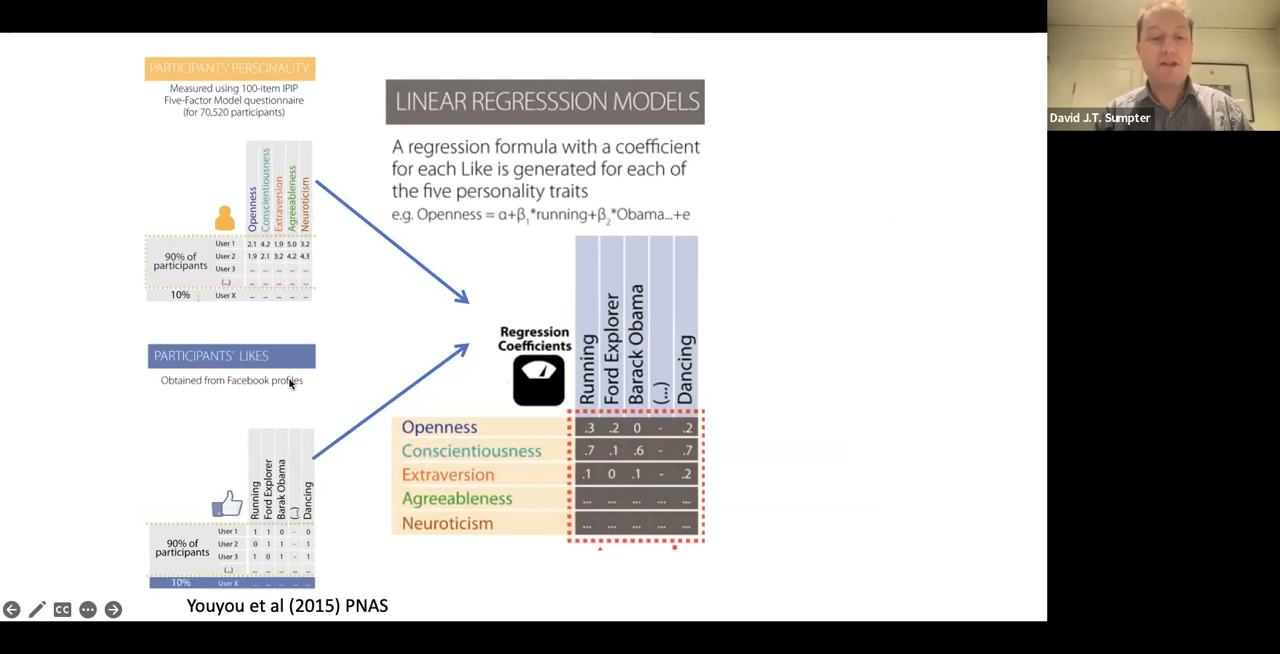 PARTICIPANTS' PERSONALITY
Measured using 100-item IPIP
Five-Factor Model questionnaire
(for 70,520 participants)
Openness
Conscientiousness
Extraversion
Agreeableness
Neuroticism
90% of
participants
User 1 2.1 4.2 1.9 5.0 3.2
User 2 1.9 2.1 3.2 4.2 4.3
User 3 ... ... ... ... ...
(...) ... ... ... ... ...
10% User X ... ... ... ... ...
PARTICIPANTS' LIKES
Obtained from Facebook profiles
Running
Ford Explorer
Barak Obama
(...)
Dancing
90% of
participants
User 1 1 1 0 - 0
User 2 0 1 1 - 1
User 3 1 0 1 - 1
(...) ... ... ... ... ...
10% User X ... ... ... ... ...
Youyou et al (2015) PNAS
LINEAR REGRESSSION MODELS
A regression formula with a coefficient
for each Like is generated for each of
the five personality traits
e.g. Openness = α+β₁*running+β₂*Obama...+e
Regression
Coefficients
Running
Ford Explorer
Barack Obama
(...)
Dancing
Openness .3 .2 0 - .2
Conscientiousness .7 .1 .6 - .7
Extraversion .1 0 .1 - .2
Agreeableness ... ... ... ... ...
Neuroticism ... ... ... ... ...
CC
David J.T. Sumpter